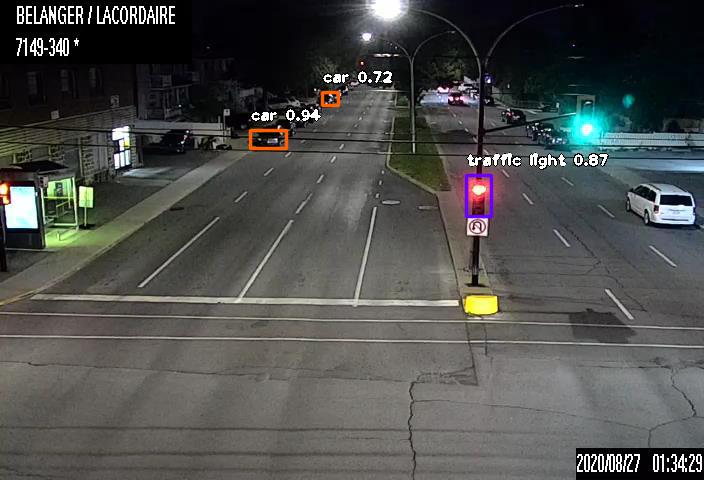 BELANGER / LACORDAIRE
7149-340 *
car 0.72
car 0.94
traffic light 0.87
2020/08/27 01:34:29